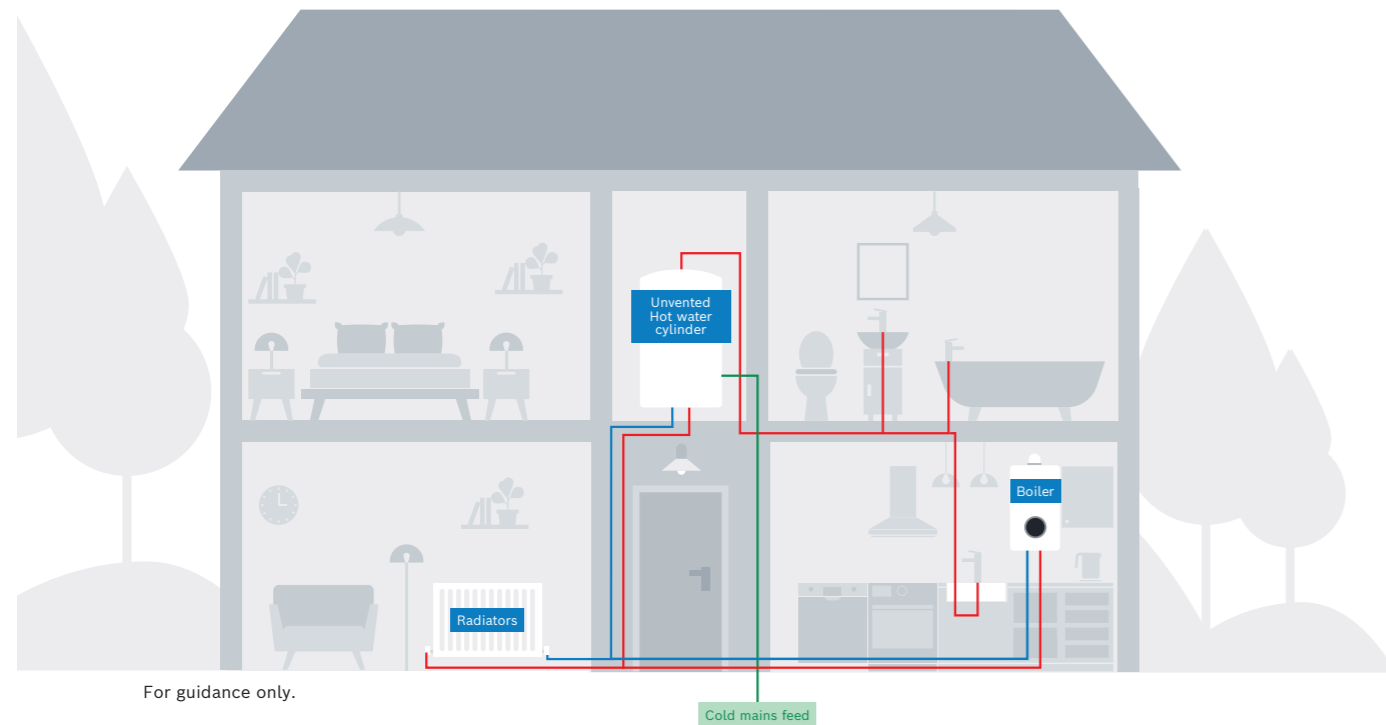 Unvented
Hot water
cylinder
Boiler
Radiators
For guidance only.
Cold mains feed